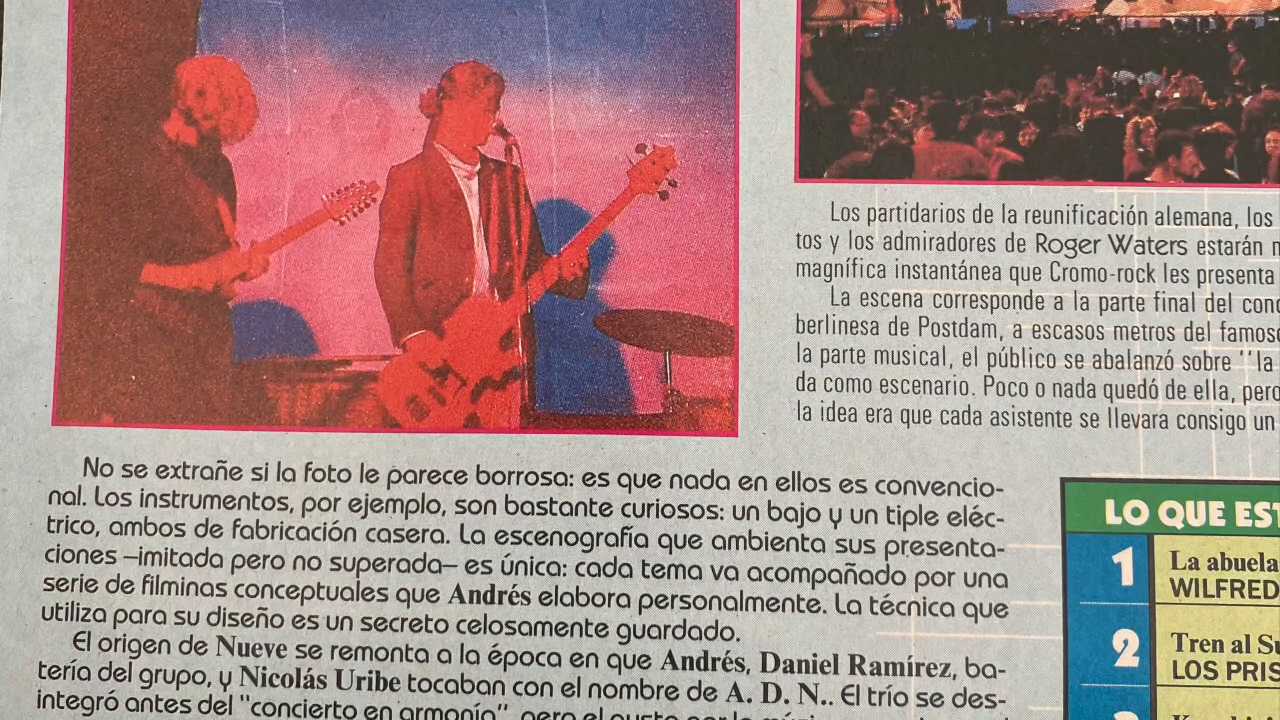 Los partidarios de la reunificación alemana, los
tos y los admiradores de Roger Waters estarán
magnífica instantánea que Cromo-rock les presenta
La escena corresponde a la parte final del
berlinesa de Postdam, a escasos metros del
la parte musical, el público se abalanzó sobre "la
da como escenario. Poco o nada quedó de ella, pero
la idea era que cada asistente se llevara consigo un
No se extrañe si la foto le parece borrosa: es que nada en ellos es convencio-
nal. Los instrumentos, por ejemplo, son bastante curiosos: un bajo y un tiple eléc-
trico, ambos de fabricación casera. La escenografía que ambienta sus presenta-
ciones —imitada pero no superada— es única: cada tema va acompañado por una
serie de filminas conceptuales que Andrés elabora personalmente. La técnica que
utiliza para su diseño es un secreto celosamente guardado.
El origen de Nueve se remonta a la época en que Andrés, Daniel Ramírez, ba-
tería del grupo, y Nicolás Uribe tocaban con el nombre de A. D. N.. El trío se des-
integró antes del "concierto en armonía", pero el gusto por la
LO QUE
1
La abuela
WILFRED
2
Tren al
LOS